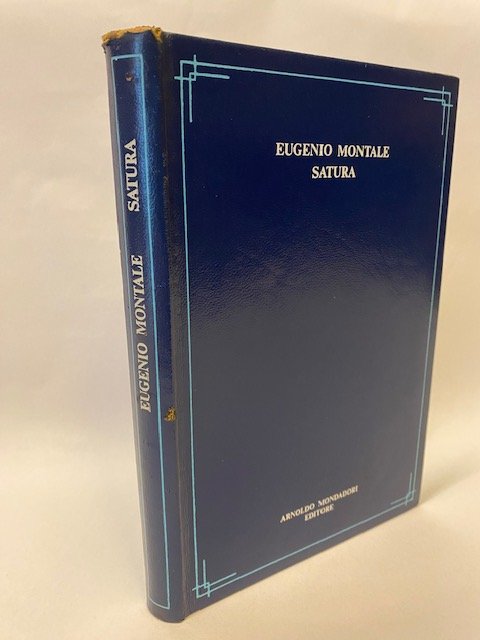 EUGENIO MONTALE SATURA
EUGENIO MONTALE
SATURA
ARNOLDO MONDADORI
EDITORE